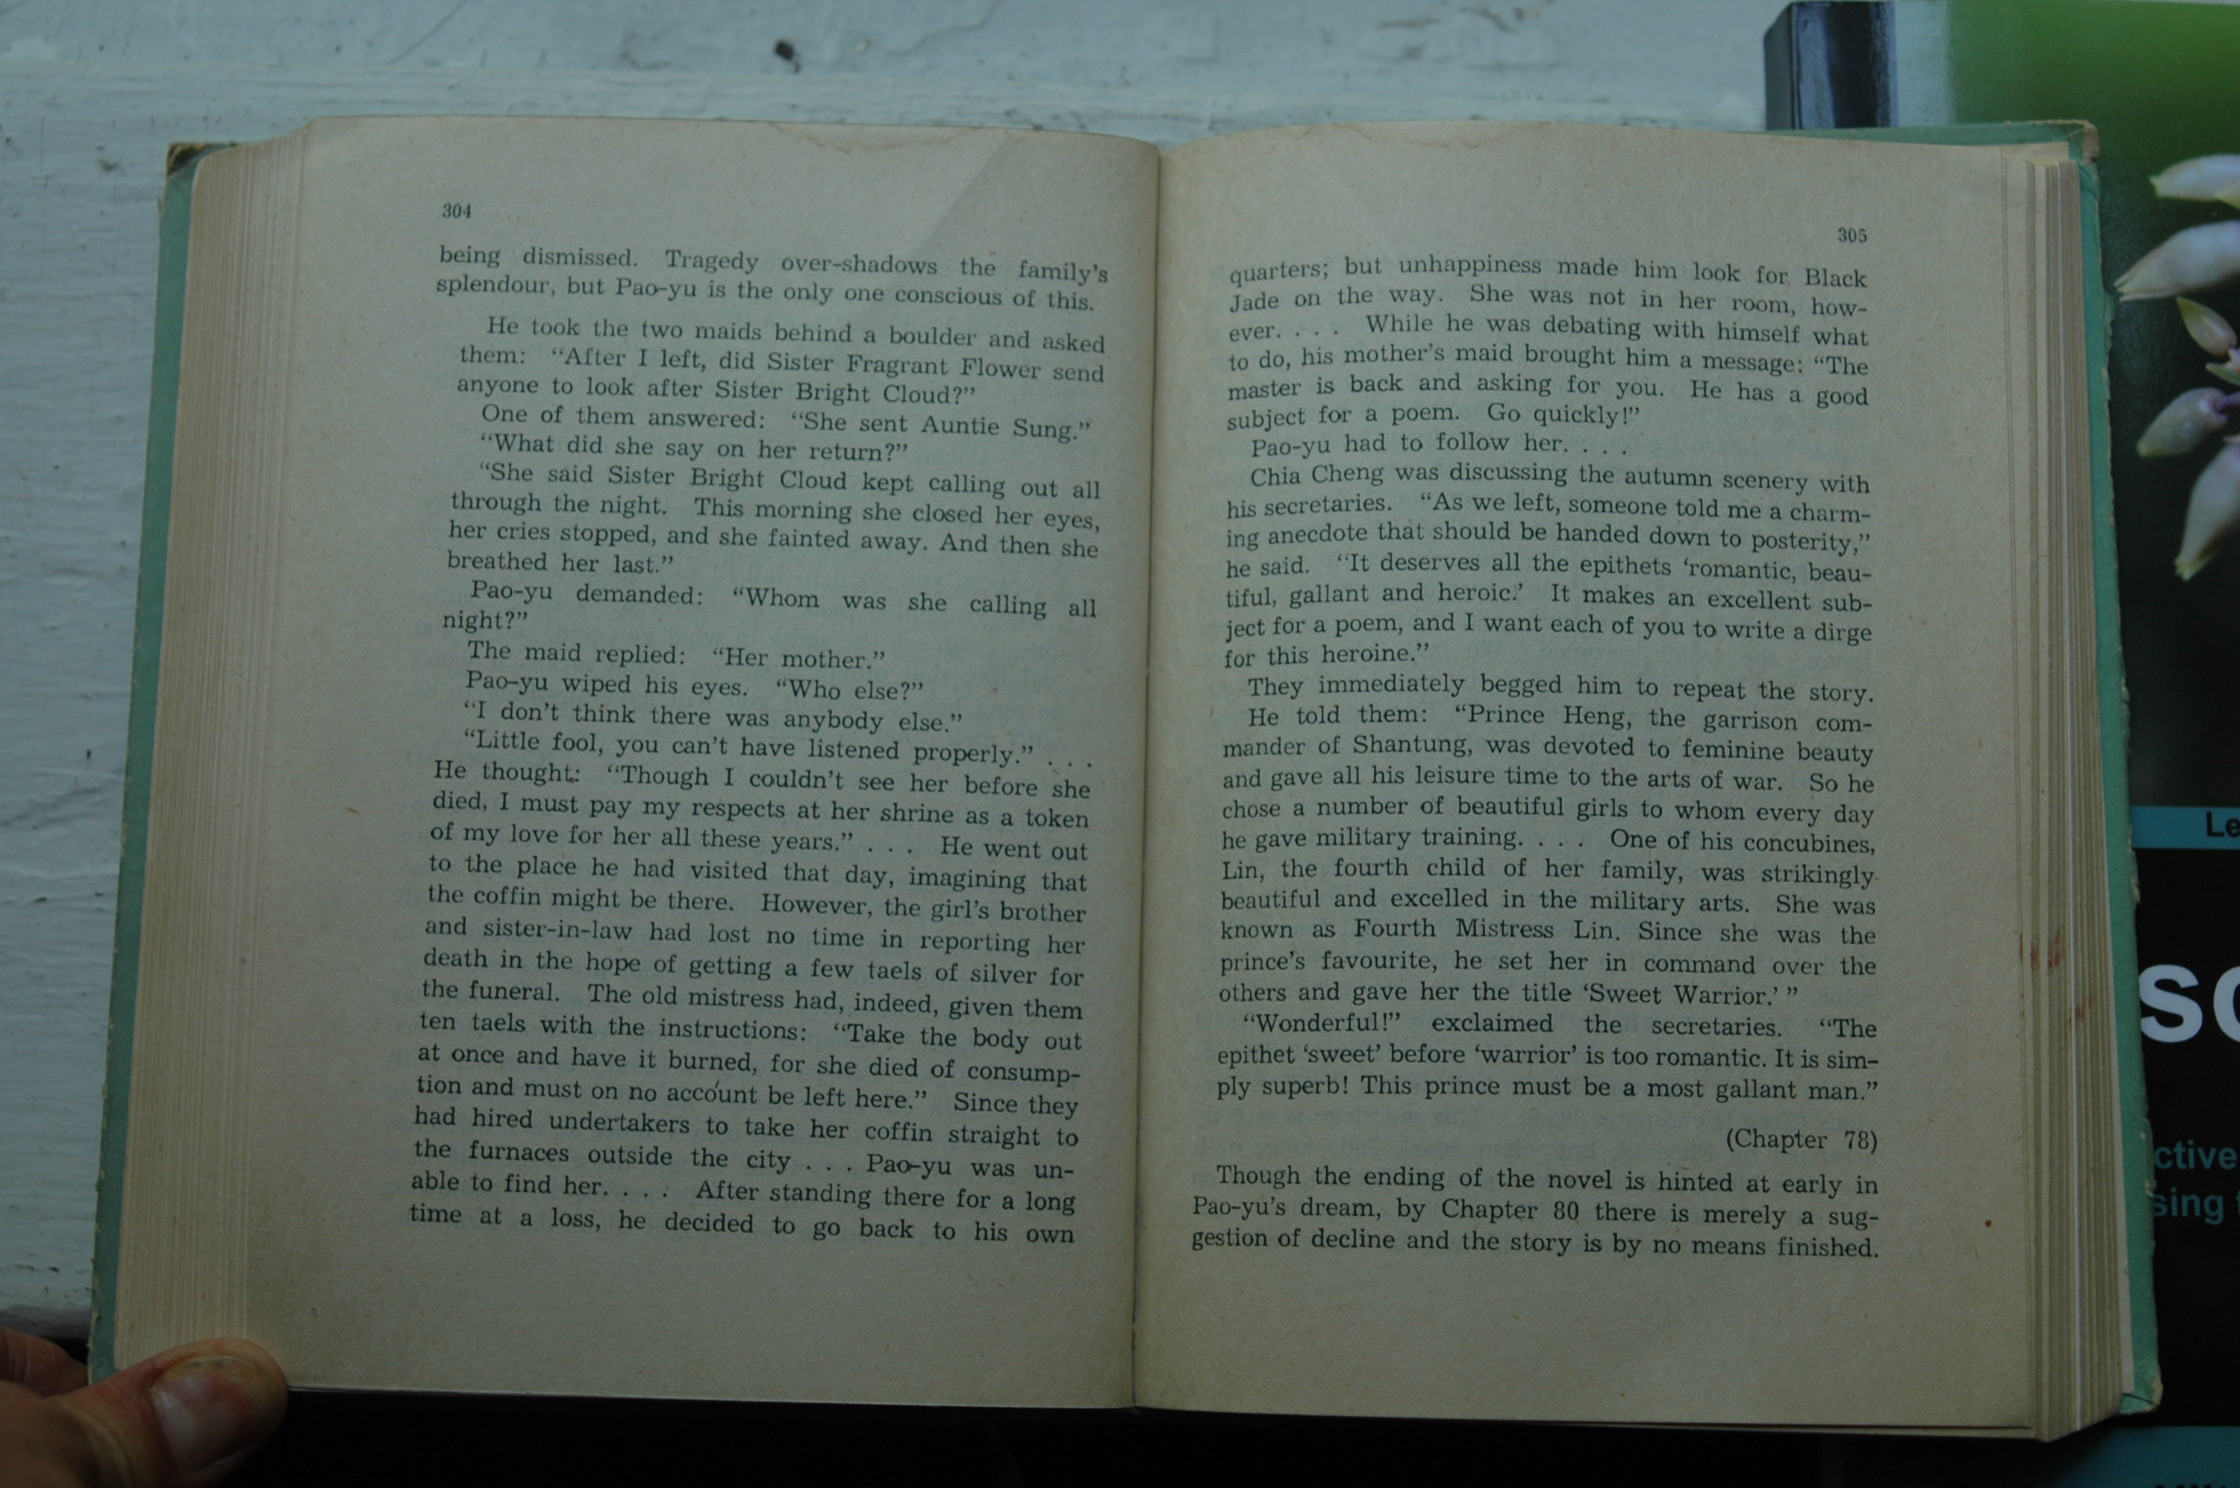 304
being dismissed. Tragedy over-shadows the family's
splendour, but Pao-yu is the only one conscious of this.
He took the two maids behind a boulder and asked
them: “After I left, did Sister Fragrant Flower send
anyone to look after Sister Bright Cloud?”
One of them answered: “She sent Auntie Sung.”
“What did she say on her return?”
“She said Sister Bright Cloud kept calling out all
through the night. This morning she closed her eyes,
her cries stopped, and she fainted away. And then she
breathed her last.”
Pao-yu demanded: “Whom was she calling all
night?”
The maid replied: “Her mother.”
Pao-yu wiped his eyes. “Who else?”
“I don't think there was anybody else.”
“Little fool, you can't have listened properly.” . . .
He thought: “Though I couldn't see her before she
died, I must pay my respects at her shrine as a token
of my love for her all these years.” . . . He went out
to the place he had visited that day, imagining that
the coffin might be there. However, the girl's brother
and sister-in-law had lost no time in reporting her
death in the hope of getting a few taels of silver for
the funeral. The old mistress had, indeed, given them
ten taels with the instructions: “Take the body out
at once and have it burned, for she died of consump-
tion and must on no account be left here.” Since they
had hired undertakers to take her coffin straight to
the furnaces outside the city . . . Pao-yu was un-
able to find her. . . . After standing there for a long
time at a loss, he decided to go back to his own
305
quarters; but unhappiness made him look for Black
Jade on the way. She was not in her room, how-
ever. . . . While he was debating with himself what
to do, his mother's maid brought him a message: “The
master is back and asking for you. He has a good
subject for a poem. Go quickly!”
Pao-yu had to follow her. . . .
Chia Cheng was discussing the autumn scenery with
his secretaries. “As we left, someone told me a charm-
ing anecdote that should be handed down to posterity,”
he said. “It deserves all the epithets ‘romantic, beau-
tiful, gallant and heroic.’ It makes an excellent sub-
ject for a poem, and I want each of you to write a dirge
for this heroine.”
They immediately begged him to repeat the story.
He told them: “Prince Heng, the garrison com-
mander of Shantung, was devoted to feminine beauty
and gave all his leisure time to the arts of war. So he
chose a number of beautiful girls to whom every day
he gave military training. . . . One of his concubines,
Lin, the fourth child of her family, was strikingly
beautiful and excelled in the military arts. She was
known as Fourth Mistress Lin. Since she was the
prince's favourite, he set her in command over the
others and gave her the title ‘Sweet Warrior.’ ”
“Wonderful!” exclaimed the secretaries. “The
epithet ‘sweet’ before ‘warrior’ is too romantic. It is sim-
ply superb! This prince must be a most gallant man.”
(Chapter 78)
Though the ending of the novel is hinted at early in
Pao-yu's dream, by Chapter 80 there is merely a sug-
gestion of decline and the story is by no means finished.
Le
sc
ctive
sing